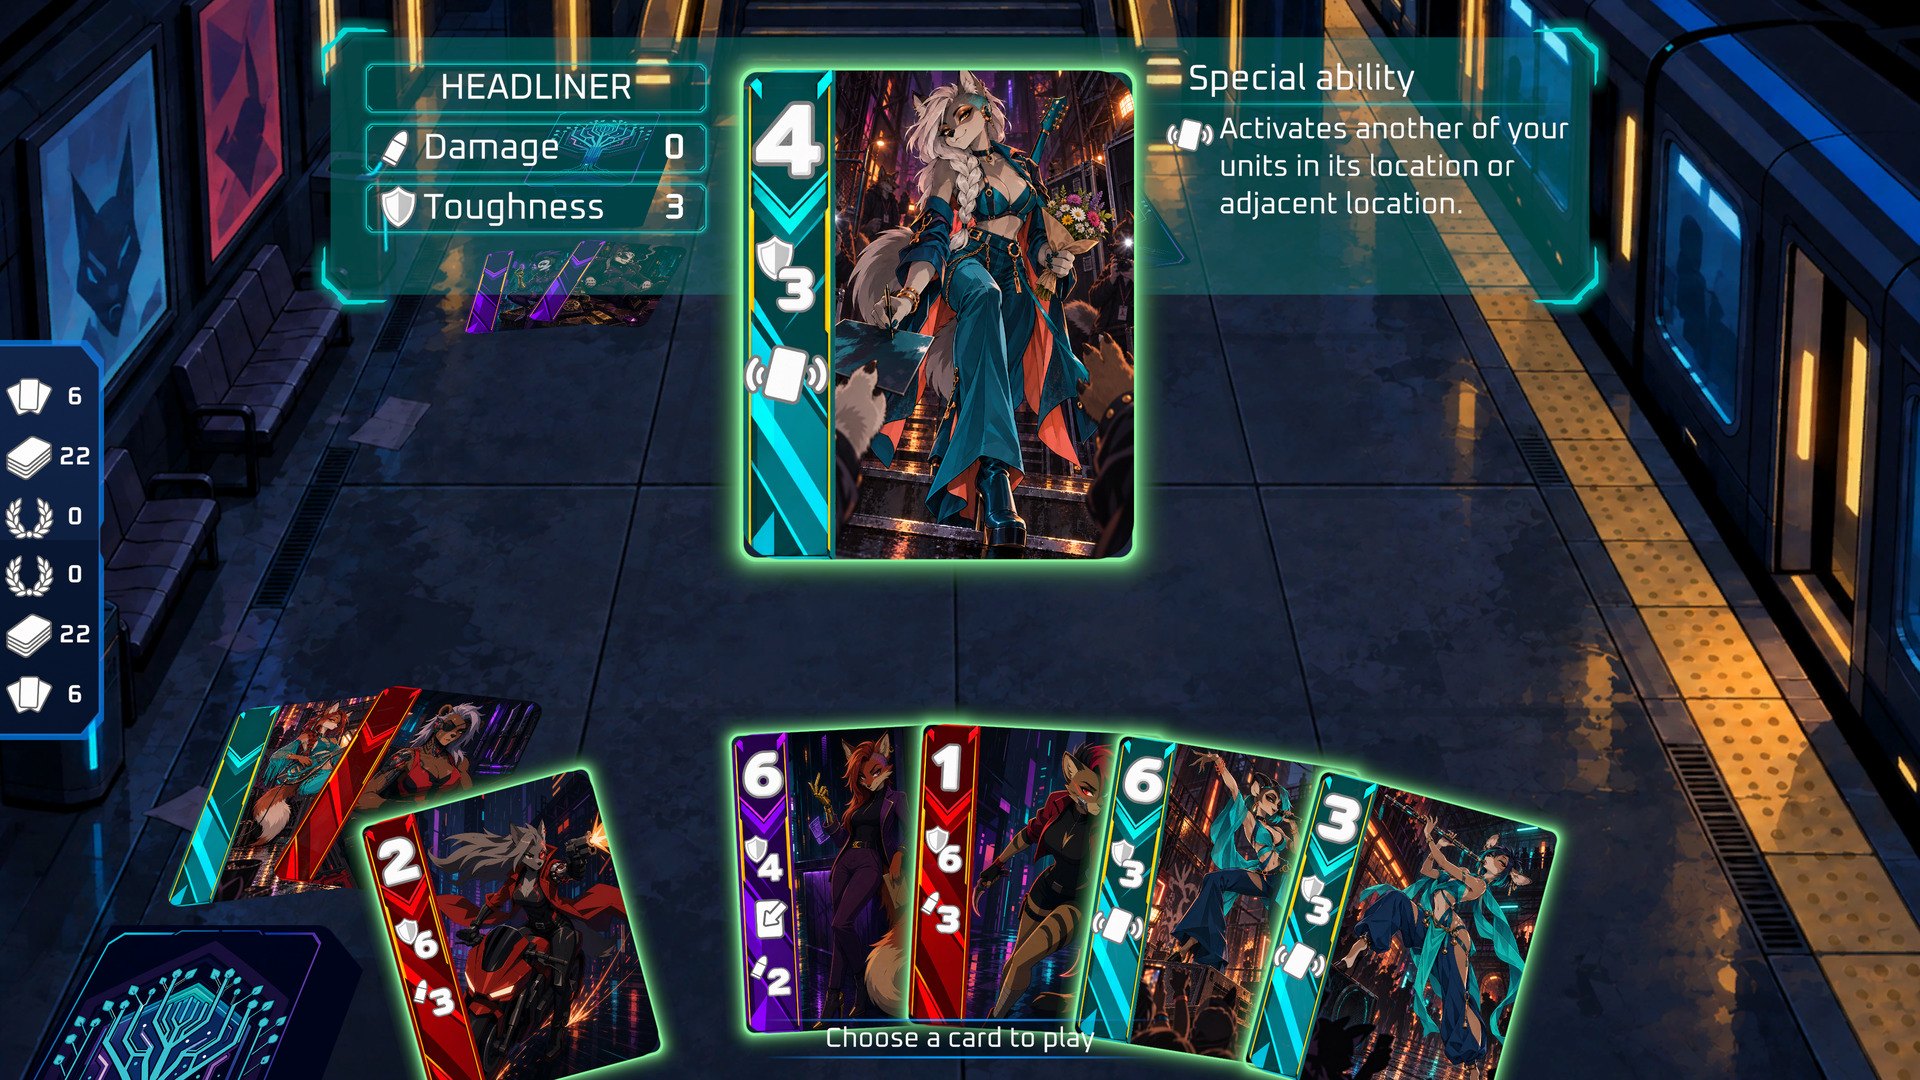 HEADLINER
Damage 0
Toughness 3
4
3
Special ability
Activates another of your
units in its location or
adjacent location.
6
22
0
0
22
6
2
6
3
6
4
2
1
6
3
6
3
3
3
Choose a card to play